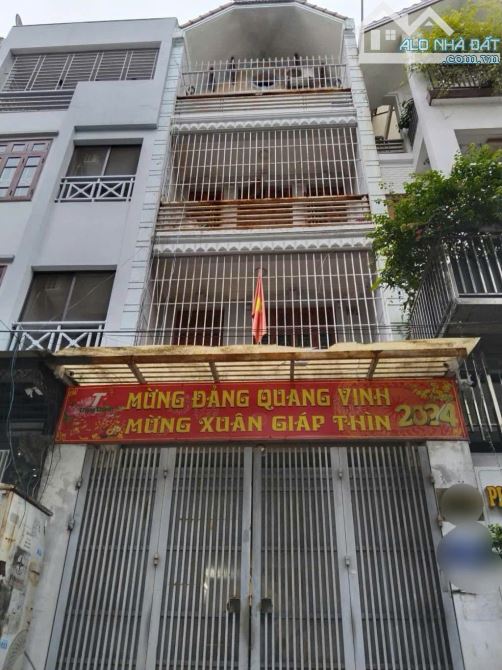 ALO NHÀ ĐẤT
.com.vn
MỪNG ĐẢNG QUANG VINH
MỪNG XUÂN GIÁP THÌN 2024